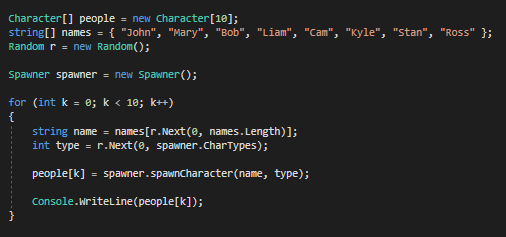 Character[] people = new Character[10];
string[] names = { "John", "Mary", "Bob", "Liam", "Cam", "Kyle", "Stan", "Ross" };
Random r = new Random();
Spawner spawner = new Spawner();
for (int k = 0; k < 10; k++)
{
string name = names[r.Next(0, names.Length)];
int type = r.Next(0, spawner.CharTypes);
people[k] = spawner.spawnCharacter(name, type);
Console.WriteLine(people[k]);
}